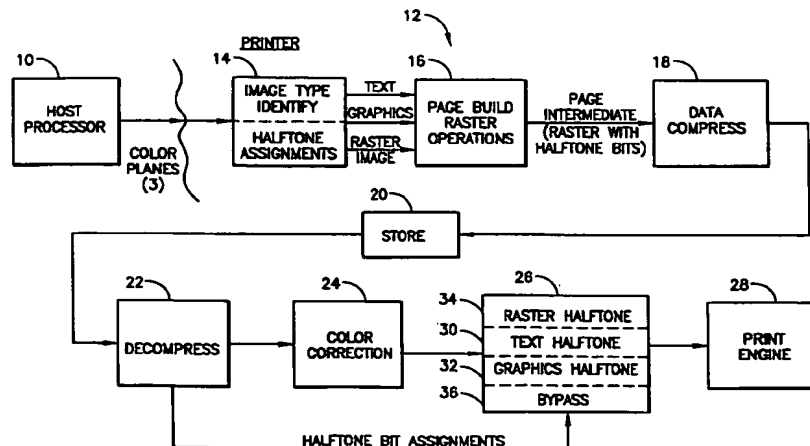 12
PRINTER
10
HOST
PROCESSOR
COLOR
PLANES
(3)
14
IMAGE TYPE
IDENTIFY
HALFTONE
ASSIGNMENTS
TEXT
GRAPHICS
RASTER
IMAGE
16
PAGE BUILD
RASTER
OPERATIONS
PAGE
INTERMEDIATE
(RASTER WITH
HALFTONE BITS)
18
DATA
COMPRESS
20
STORE
22
DECOMPRESS
24
COLOR
CORRECTION
26
34
RASTER HALFTONE
30
TEXT HALFTONE
32
GRAPHICS HALFTONE
36
BYPASS
28
PRINT
ENGINE
HALFTONE BIT ASSIGNMENTS